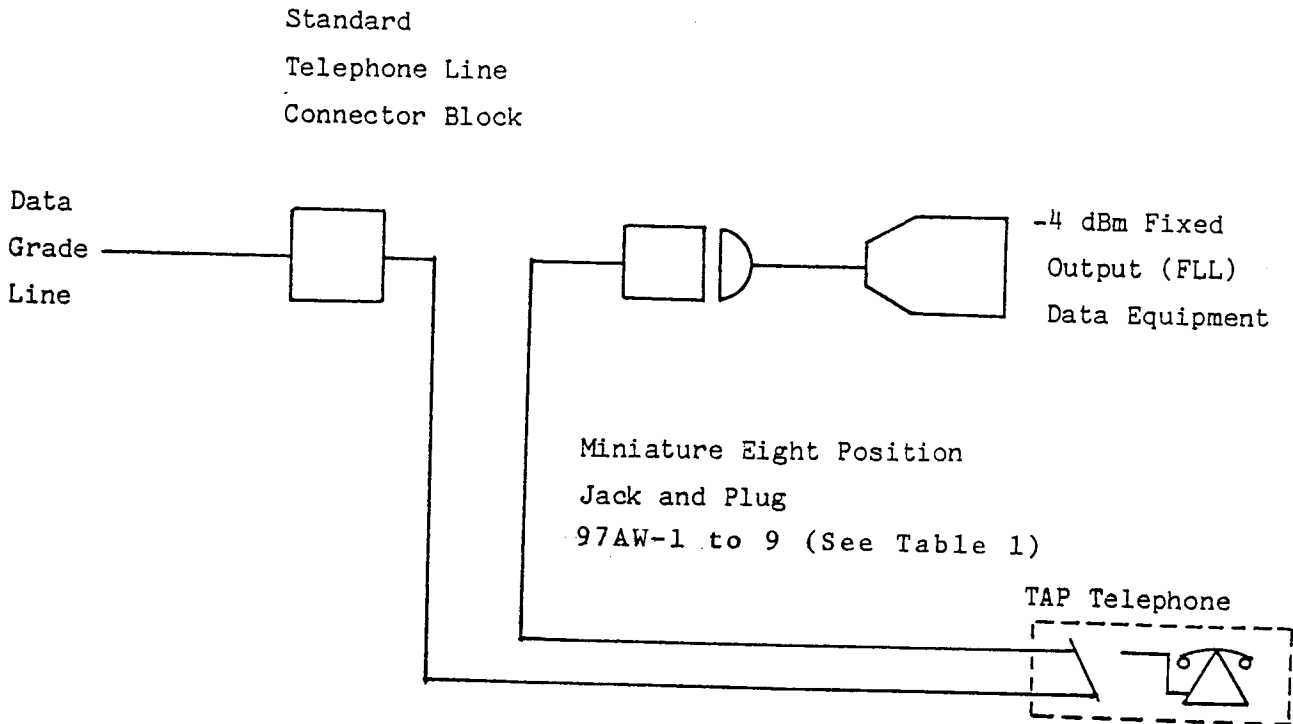 Standard
Telephone Line
Connector Block
Data
Grade
Line
-4 dBm Fixed
Output (FLL)
Data Equipment
Miniature Eight Position
Jack and Plug
97AW-1 to 9 (See Table 1)
TAP Telephone